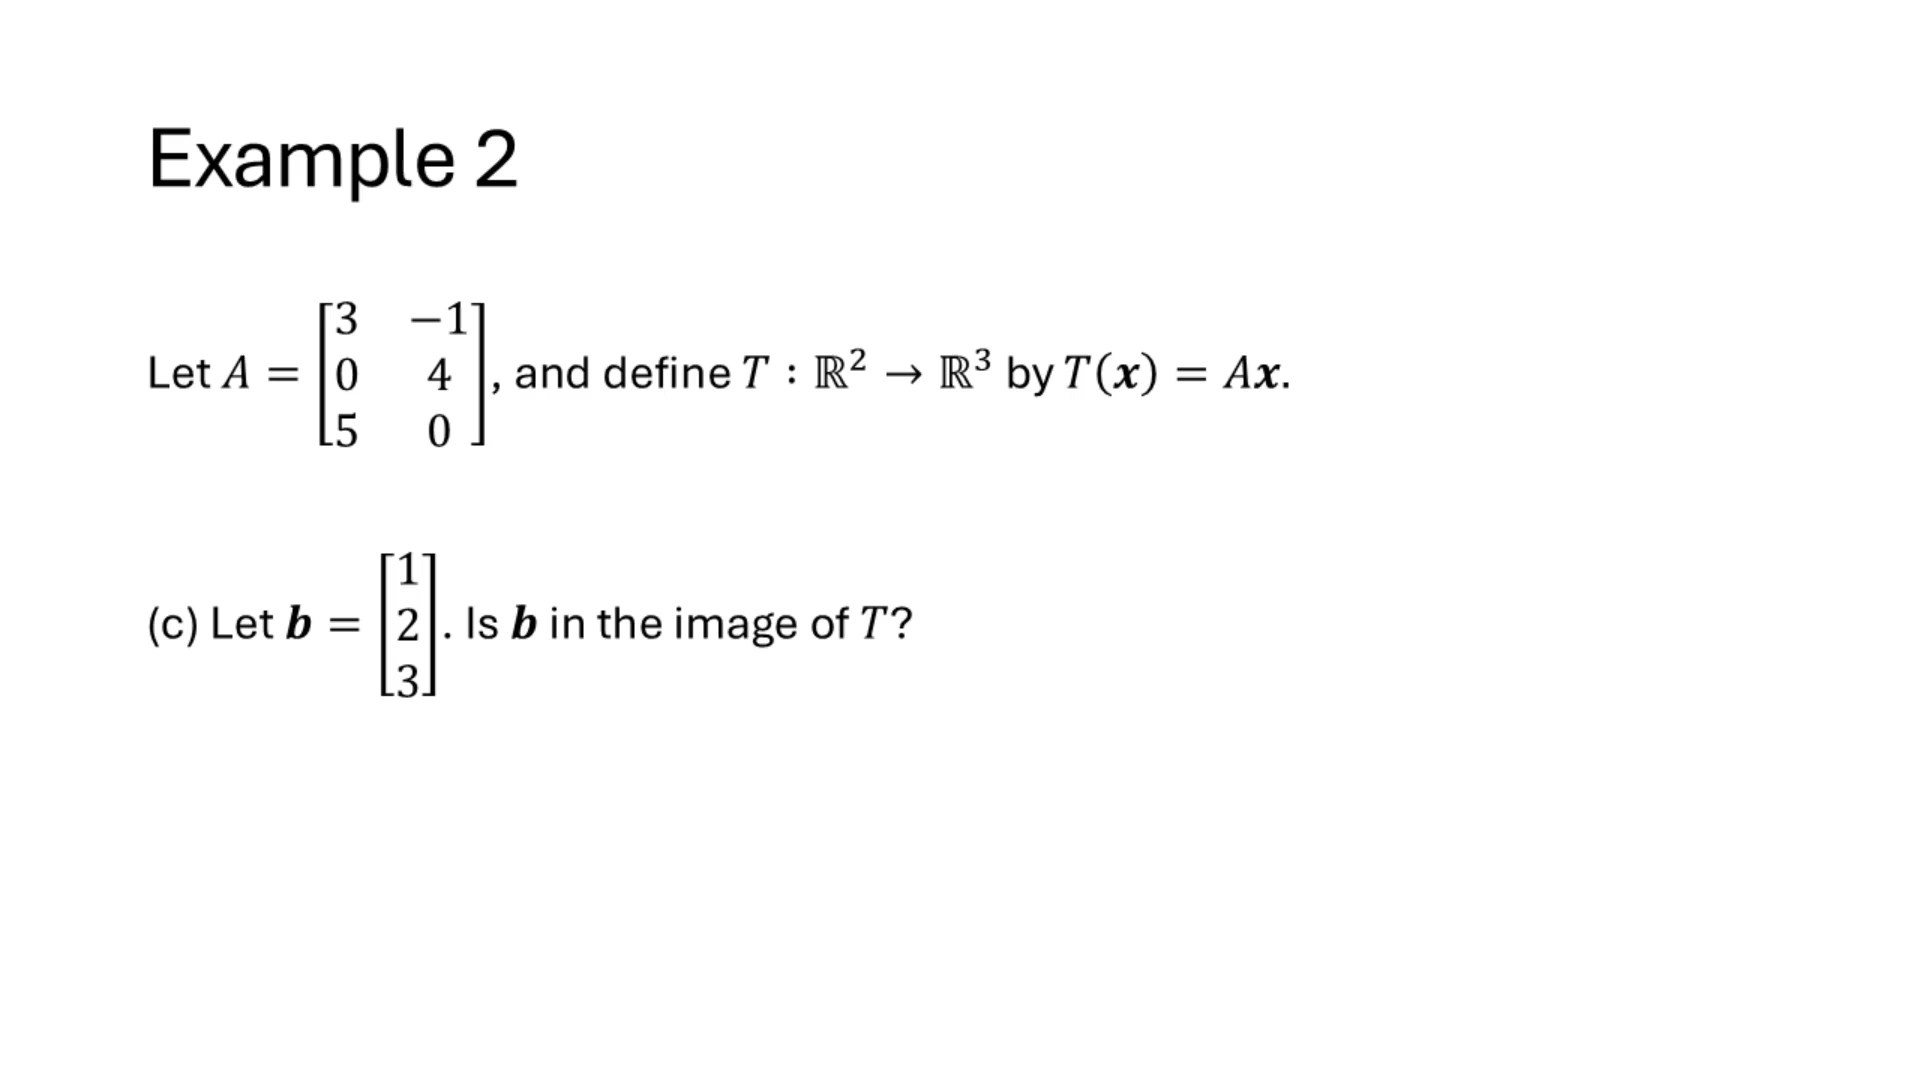 Example 2
Let A = [3 −1; 0 4; 5 0], and define T : ℝ² → ℝ³ by T(x) = Ax.
(c) Let b = [1; 2; 3]. Is b in the image of T?